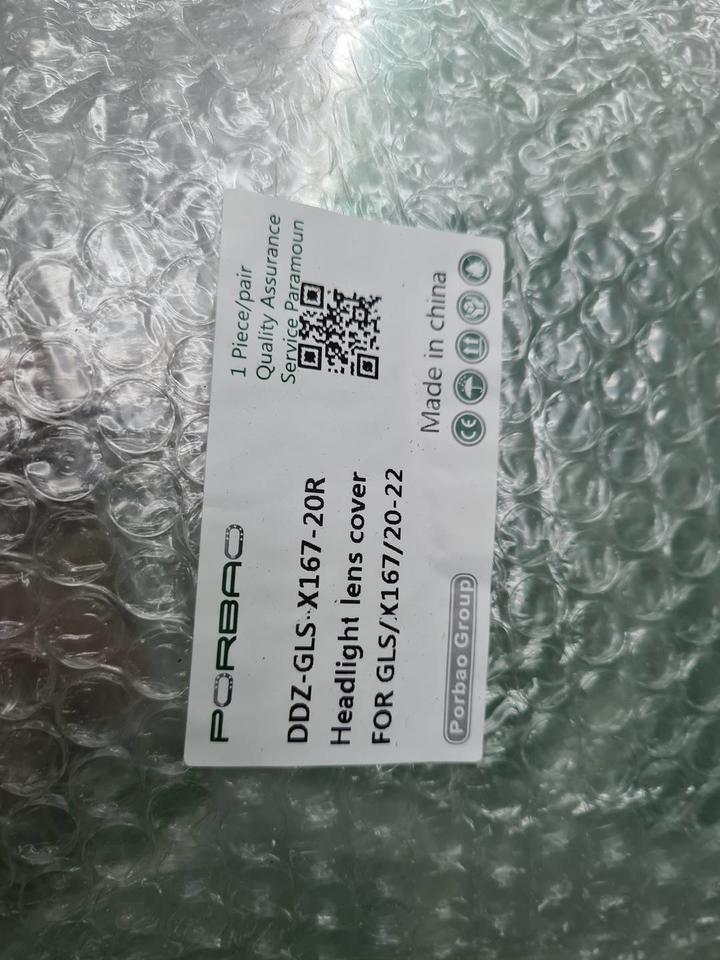 PORBAO
1 Piece/pair
Quality Assurance
Service Paramoun
DDZ-GLS-X167-20R
Headlight lens cover
FOR GLS/X167/20-22
Made in china
Porbao Group
CE